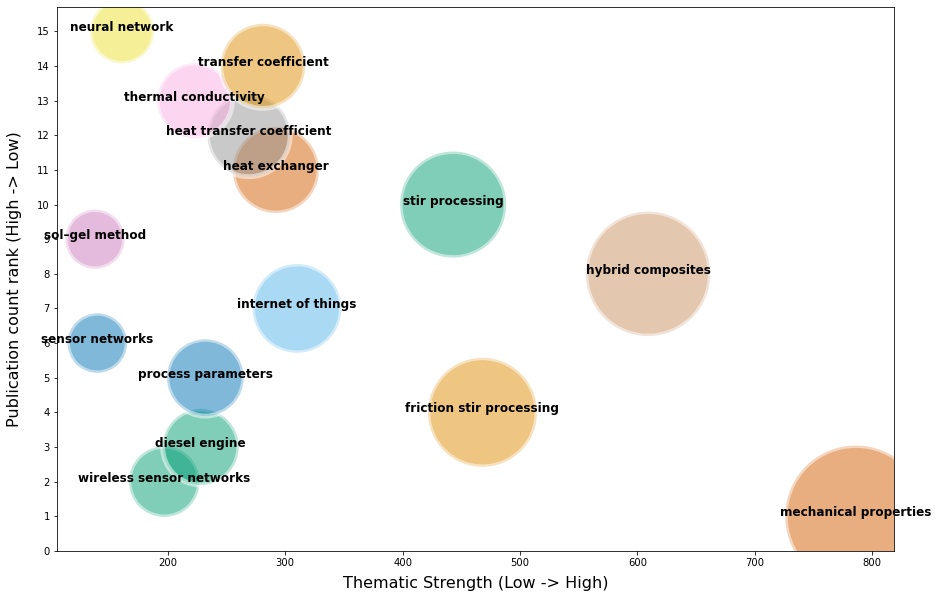 15
14
13
12
11
10
9
8
7
6
5
4
3
2
1
0
Publication count rank (High -> Low)
neural network
transfer coefficient
thermal conductivity
heat transfer coefficient
heat exchanger
stir processing
sol-gel method
hybrid composites
internet of things
sensor networks
process parameters
friction stir processing
diesel engine
wireless sensor networks
mechanical properties
200 300 400 500 600 700 800
Thematic Strength (Low -> High)